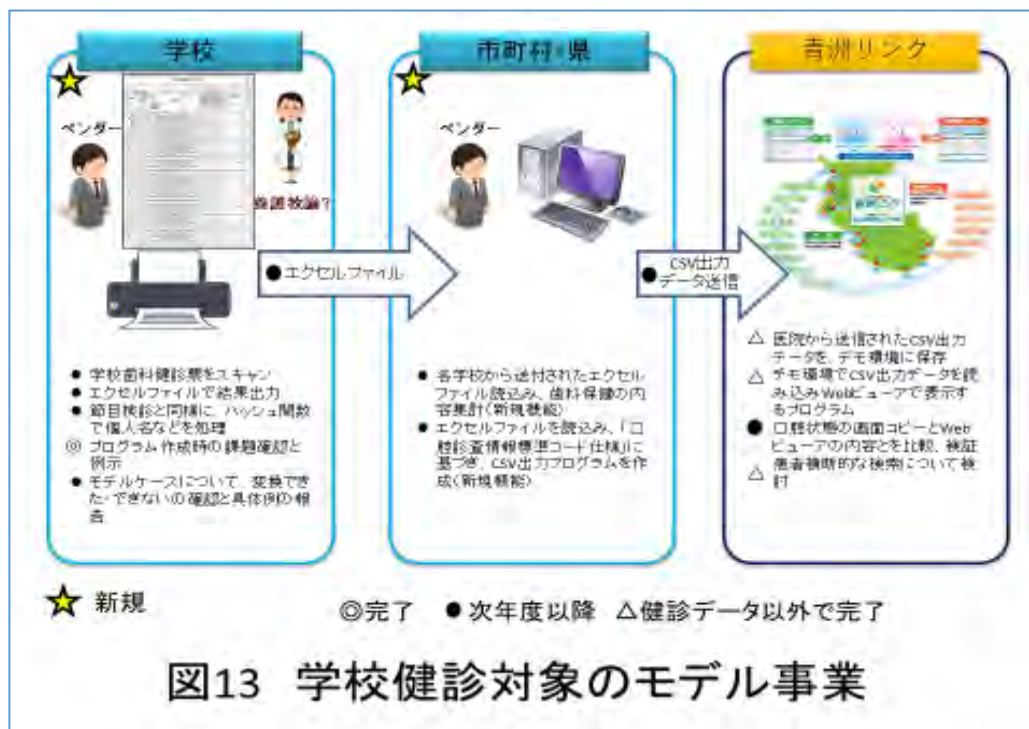 学校
ベンダー
養護教諭?
●エクセルファイル
● 学校歯科健診票をスキャン
● エクセルファイルで結果出力
● 節目検診と同様に、ハッシュ関数
で個人名などを処理
◎ プログラム作成時の課題確認と
例示
● モデルケースについて、変換でき
た・できないの確認と具体例の報
告
市町村・県
ベンダー
● CSV出力
データ送信
● 各学校から送付されたエクセル
ファイル読込み、歯科保健の内
容集計(新規機能)
● エクセルファイルを読込み、「口
腔診査情報標準コード仕様」に
基づき、CSV出力プログラムを作
成(新規機能)
青洲リンク
△ 医院から送信されたCSV出力
データを、デモ環境に保存
△ デモ環境でCSV出力データを読
み込みWebビューアで表示す
るプログラム
● 口腔状態の画面コピーとWeb
ビューアの内容とを比較、検証
△ 患者横断的な検索について検
討
新規
◎完了 ●次年度以降 △健診データ以外で完了
図13 学校健診対象のモデル事業